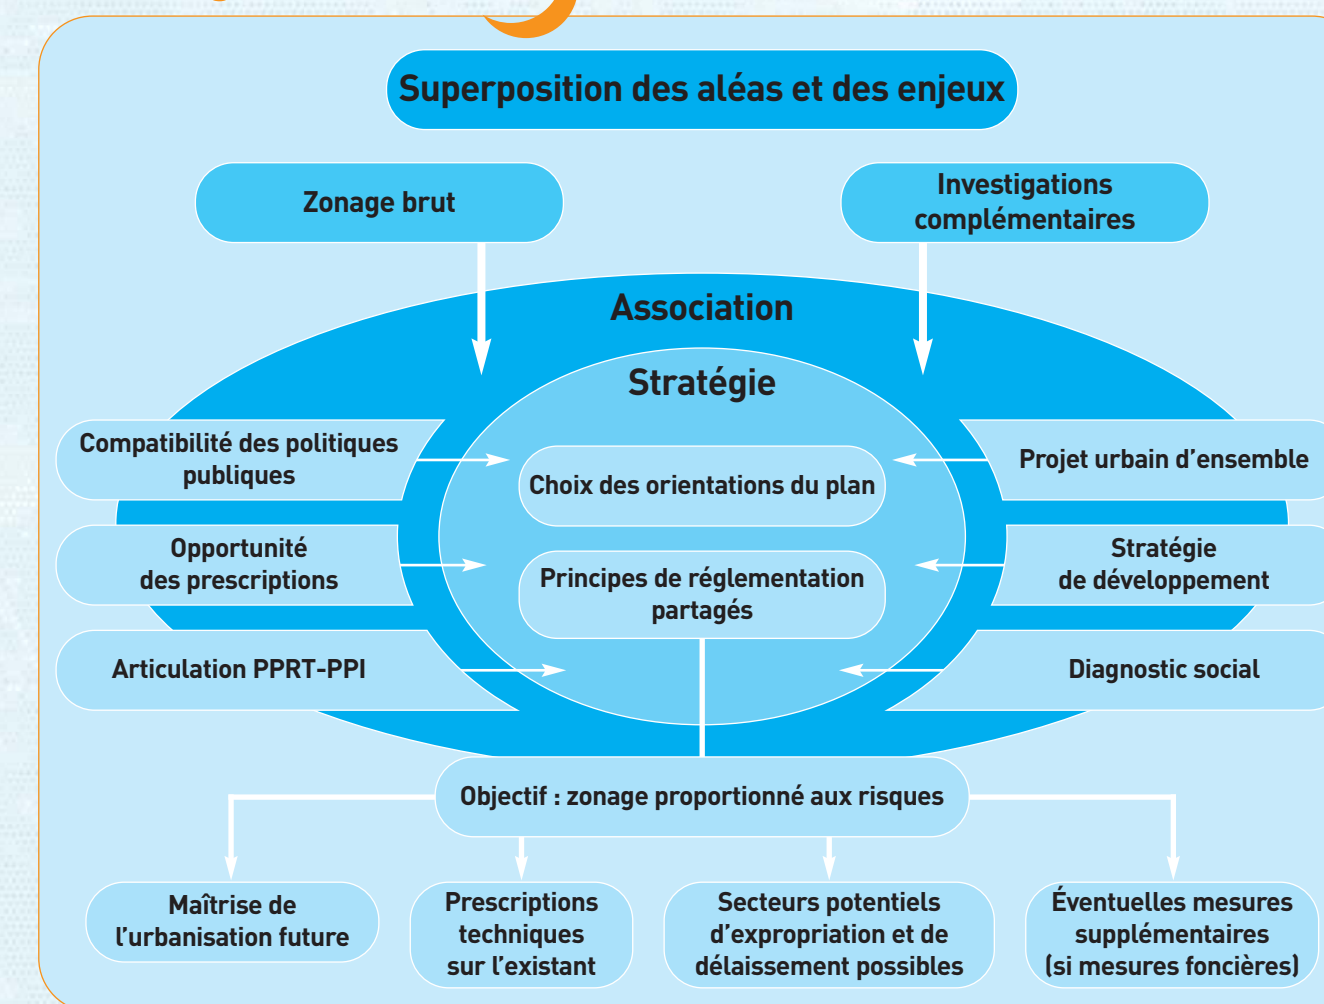 Superposition des aléas et des enjeux
Zonage brut
Investigations
complémentaires
Association
Stratégie
Compatibilité des politiques
publiques
Choix des orientations du plan
Projet urbain d’ensemble
Opportunité
des prescriptions
Principes de réglementation
partagés
Stratégie
de développement
Articulation PPRT-PPI
Diagnostic social
Objectif : zonage proportionné aux risques
Maîtrise de
l’urbanisation future
Prescriptions
techniques
sur l’existant
Secteurs potentiels
d’expropriation et de
délaissement possibles
Éventuelles mesures
supplémentaires
(si mesures foncières)